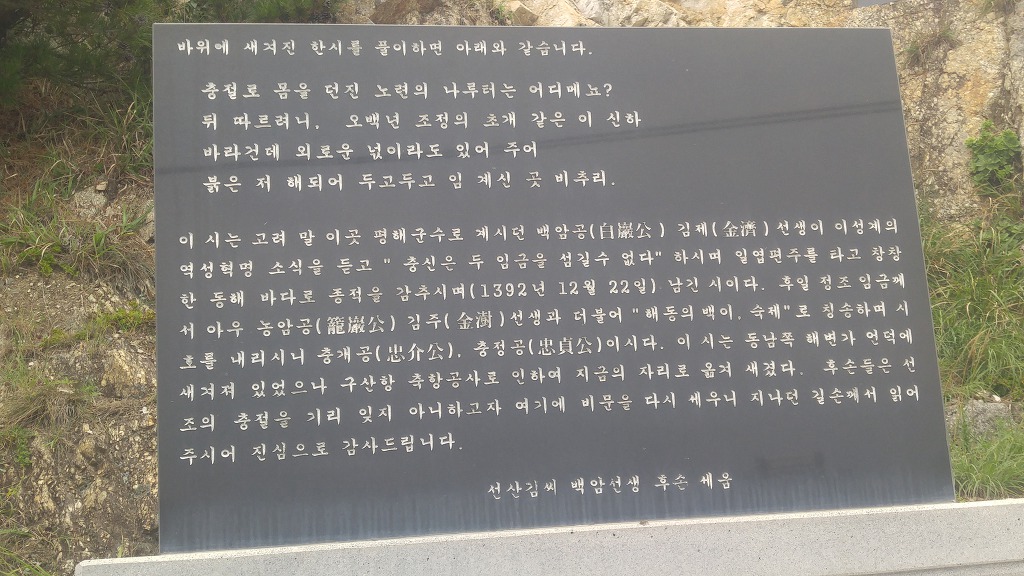 바위에 새겨진 한시를 풀이하면 아래와 같습니다.
충절로 몸을 던진 노련의 나루터는 어디메뇨?
뒤 따르려니, 오백년 조정의 초개 같은 이 신하
바라건데 외로운 넋이라도 있어 주어
붉은 저 해되어 두고두고 임 계신 곳 비추리.
이 시는 고려 말 이곳 평해군수로 계시던 백암공(白巖公) 김제(金濟)선생이 이성계의
역성혁명 소식을 듣고 " 충신은 두 임금을 섬길수 없다" 하시며 일엽편주를 타고 창창
한 동해 바다로 종적을 감추시며(1392년 12월 22일) 남긴 시이다. 후일 정조 임금께
서 아우 농암공(籠巖公) 김주(金澍)선생과 더불어 "해동의 백이, 숙제"로 칭송하며 시
호를 내리시니 충개공(忠介公), 충정공(忠貞公)이시다. 이 시는 동남쪽 해변가 언덕에
새겨져 있었으나 구산항 축항공사로 인하여 지금의 자리로 옮겨 새겼다. 후손들은 선
조의 충절을 기리 잊지 아니하고자 여기에 비문을 다시 세우니 지나던 길손께서 읽어
주시어 진심으로 감사드립니다.
선산김씨 백암선생 후손 세움